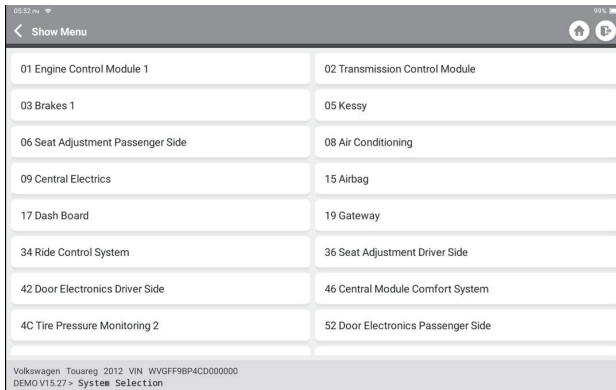 05:52 PM 99%
Show Menu
01 Engine Control Module 1 02 Transmission Control Module
03 Brakes 1 05 Kessy
06 Seat Adjustment Passenger Side 08 Air Conditioning
09 Central Electrics 15 Airbag
17 Dash Board 19 Gateway
34 Ride Control System 36 Seat Adjustment Driver Side
42 Door Electronics Driver Side 46 Central Module Comfort System
4C Tire Pressure Monitoring 2 52 Door Electronics Passenger Side
Volkswagen Touareg 2012 VIN WVGFF9BP4CD000000
DEMO V15.27 > System Selection